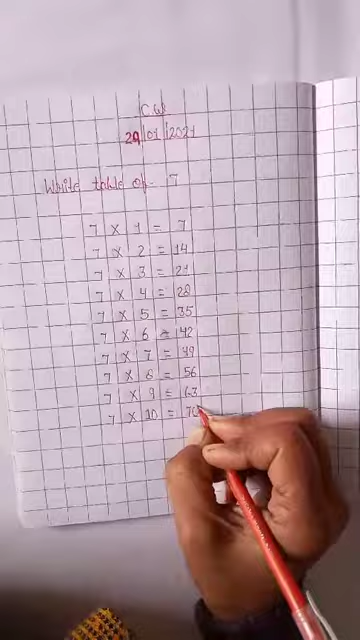 C.W
29/01/2021
Write table of 7
7 × 1 = 7
7 × 2 = 14
7 × 3 = 21
7 × 4 = 28
7 × 5 = 35
7 × 6 = 42
7 × 7 = 49
7 × 8 = 56
7 × 9 = 63
7 × 10 = 70